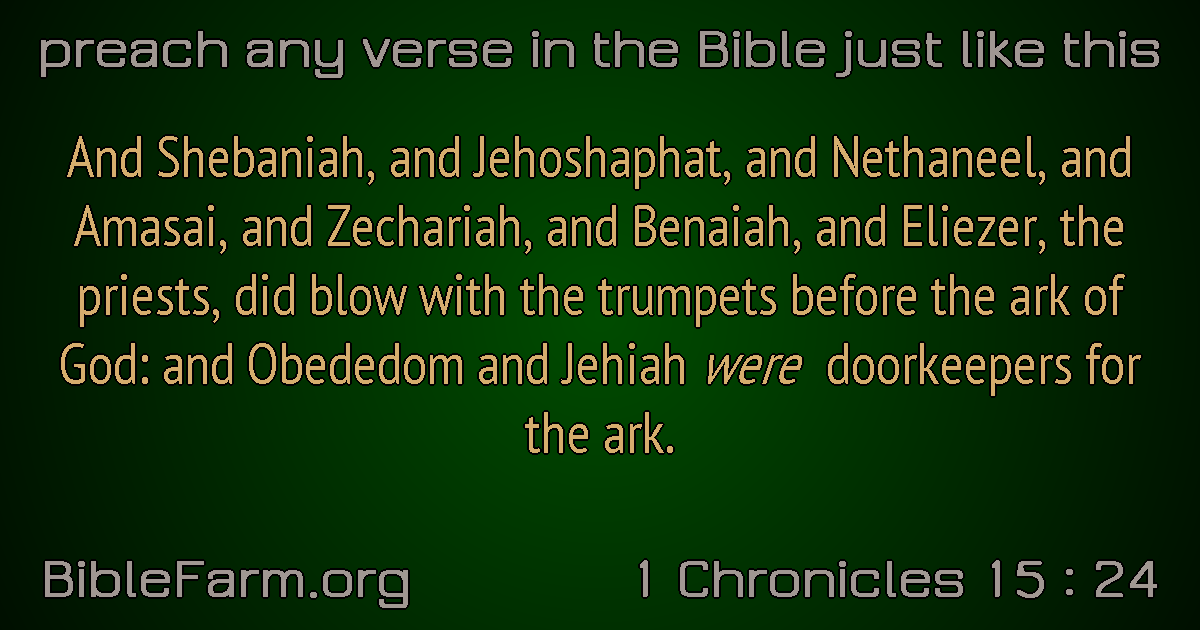 preach any verse in the Bible just like this
And Shebaniah, and Jehoshaphat, and Nethaneel, and
Amasai, and Zechariah, and Benaiah, and Eliezer, the
priests, did blow with the trumpets before the ark of
God: and Obededom and Jehiah were doorkeepers for
the ark.
BibleFarm.org
1 Chronicles 15 : 24